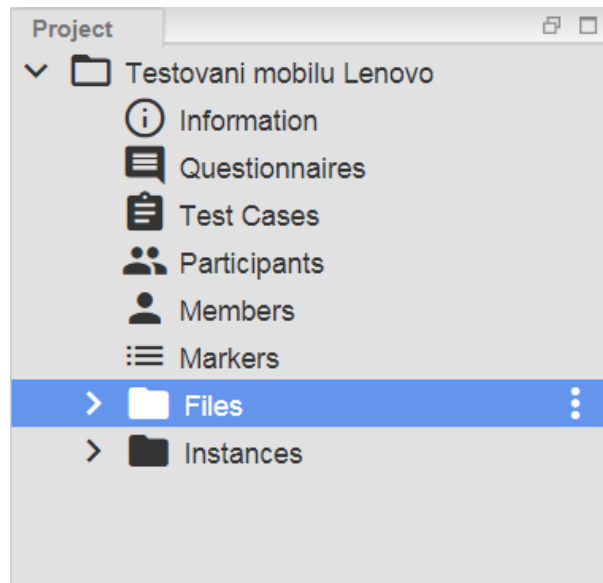 Project
Testovani mobilu Lenovo
Information
Questionnaires
Test Cases
Participants
Members
Markers
Files
Instances